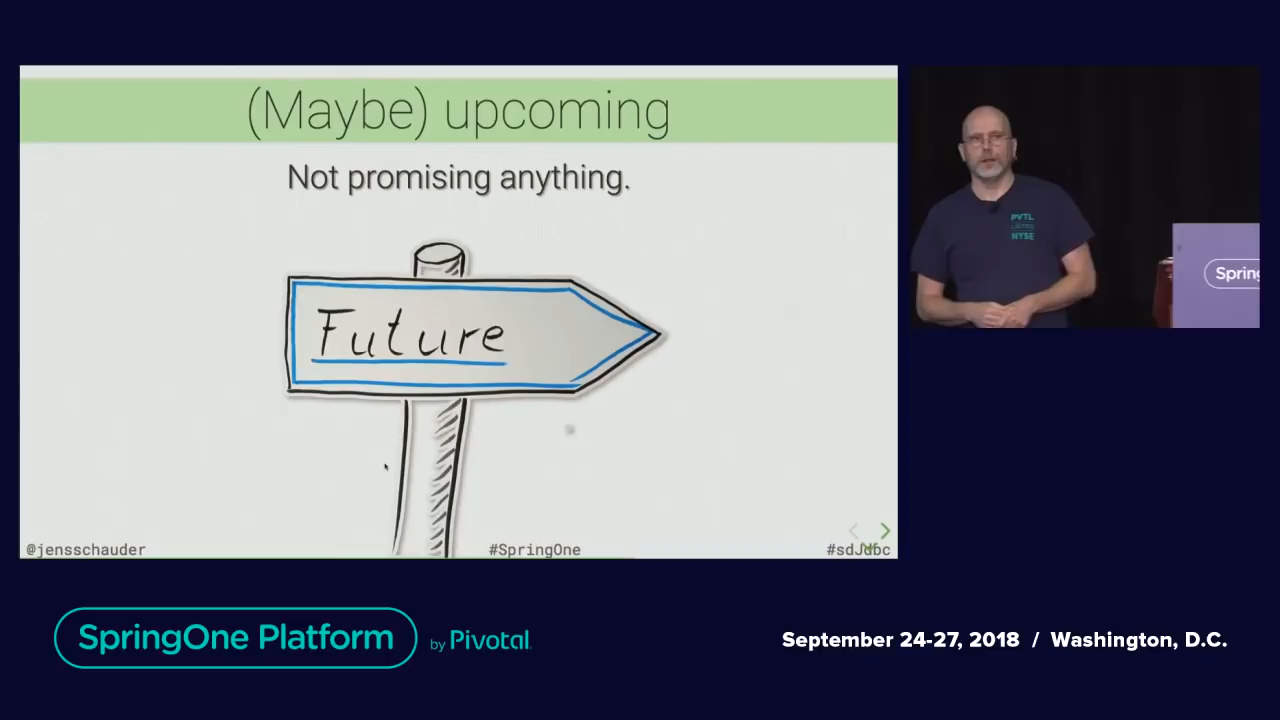 (Maybe) upcoming
Not promising anything.
Future
@jensschauder
#SpringOne
#sdJdbc
PVTL
NYSE
Spring
SpringOne Platform
by Pivotal
September 24-27, 2018 / Washington, D.C.